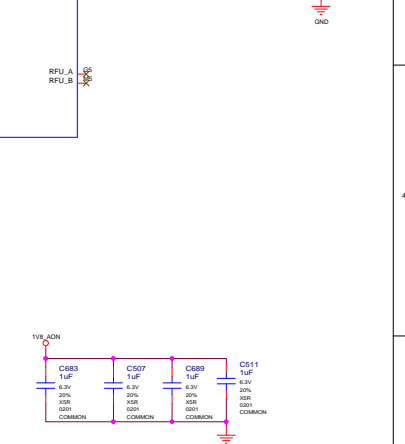 GND
RFU_A G5
RFU_B
4
1V8_AON
C683
1uF
6.3V
20%
X5R
0201
COMMON
C507
1uF
6.3V
20%
X5R
0201
COMMON
C689
1uF
6.3V
20%
X5R
0201
COMMON
C511
1uF
6.3V
20%
X5R
0201
COMMON